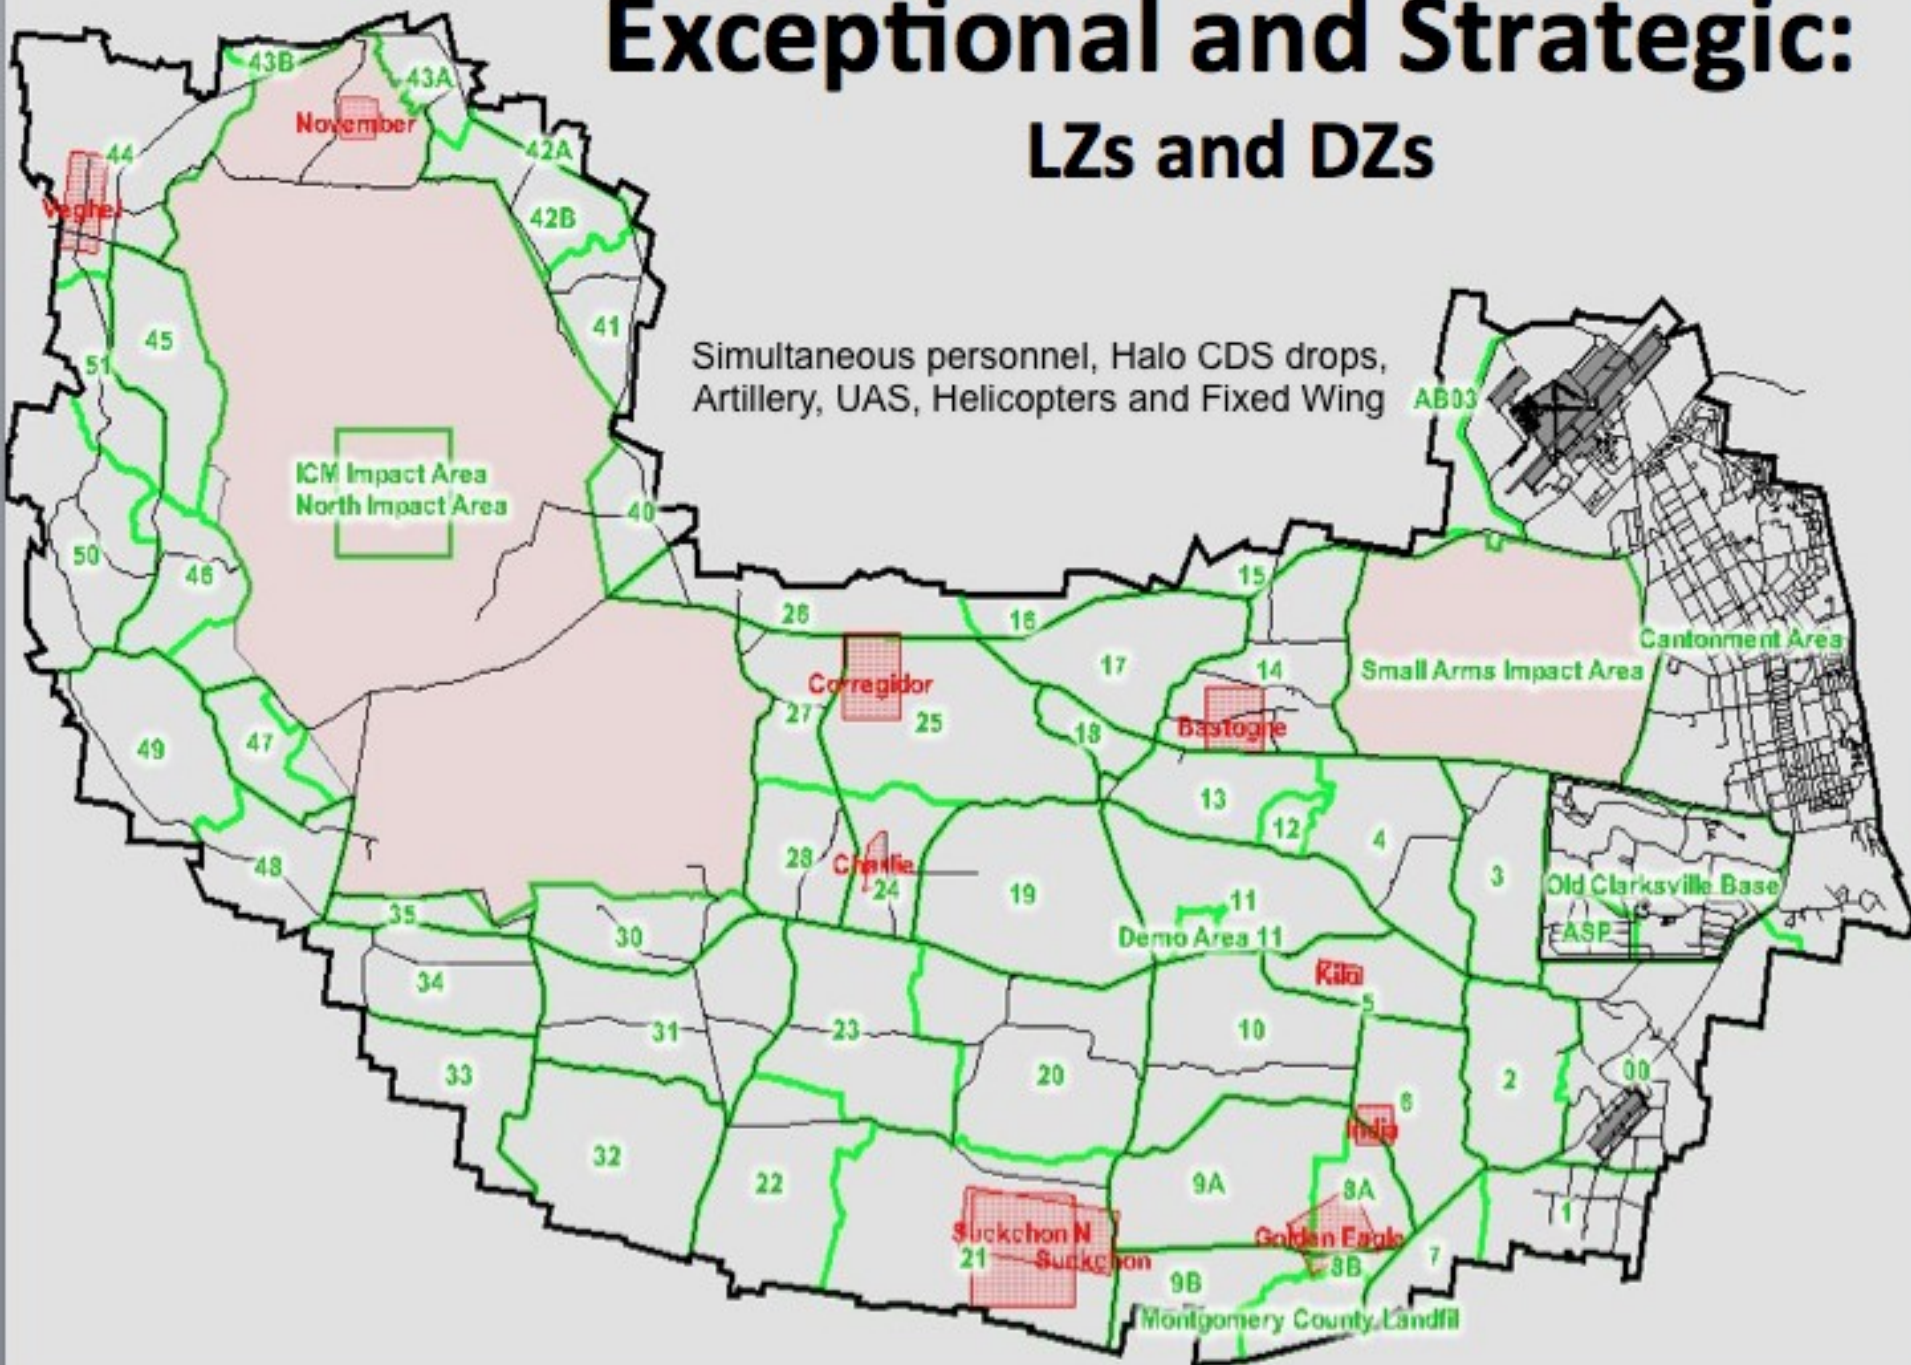 Exceptional and Strategic:
LZs and DZs
Simultaneous personnel, Halo CDS drops,
Artillery, UAS, Helicopters and Fixed Wing
43B
43A
November
44
42A
Veghel
42B
41
45
51
AB03
ICM Impact Area
North Impact Area
40
50
46
15
26
16
Cantonment Area
17
14
Small Arms Impact Area
Corregidor
27
25
Bastogne
18
49
47
13
12
4
28
Charlie
24
48
19
3
Old Clarksville Base
11
35
30
Demo Area 11
ASP
Kilo
5
34
31
23
10
33
20
2
00
6
India
32
22
9A
8A
1
Suckchon N
21
Suckchon
Golden Eagle
7
8B
9B
Montgomery County Landfil